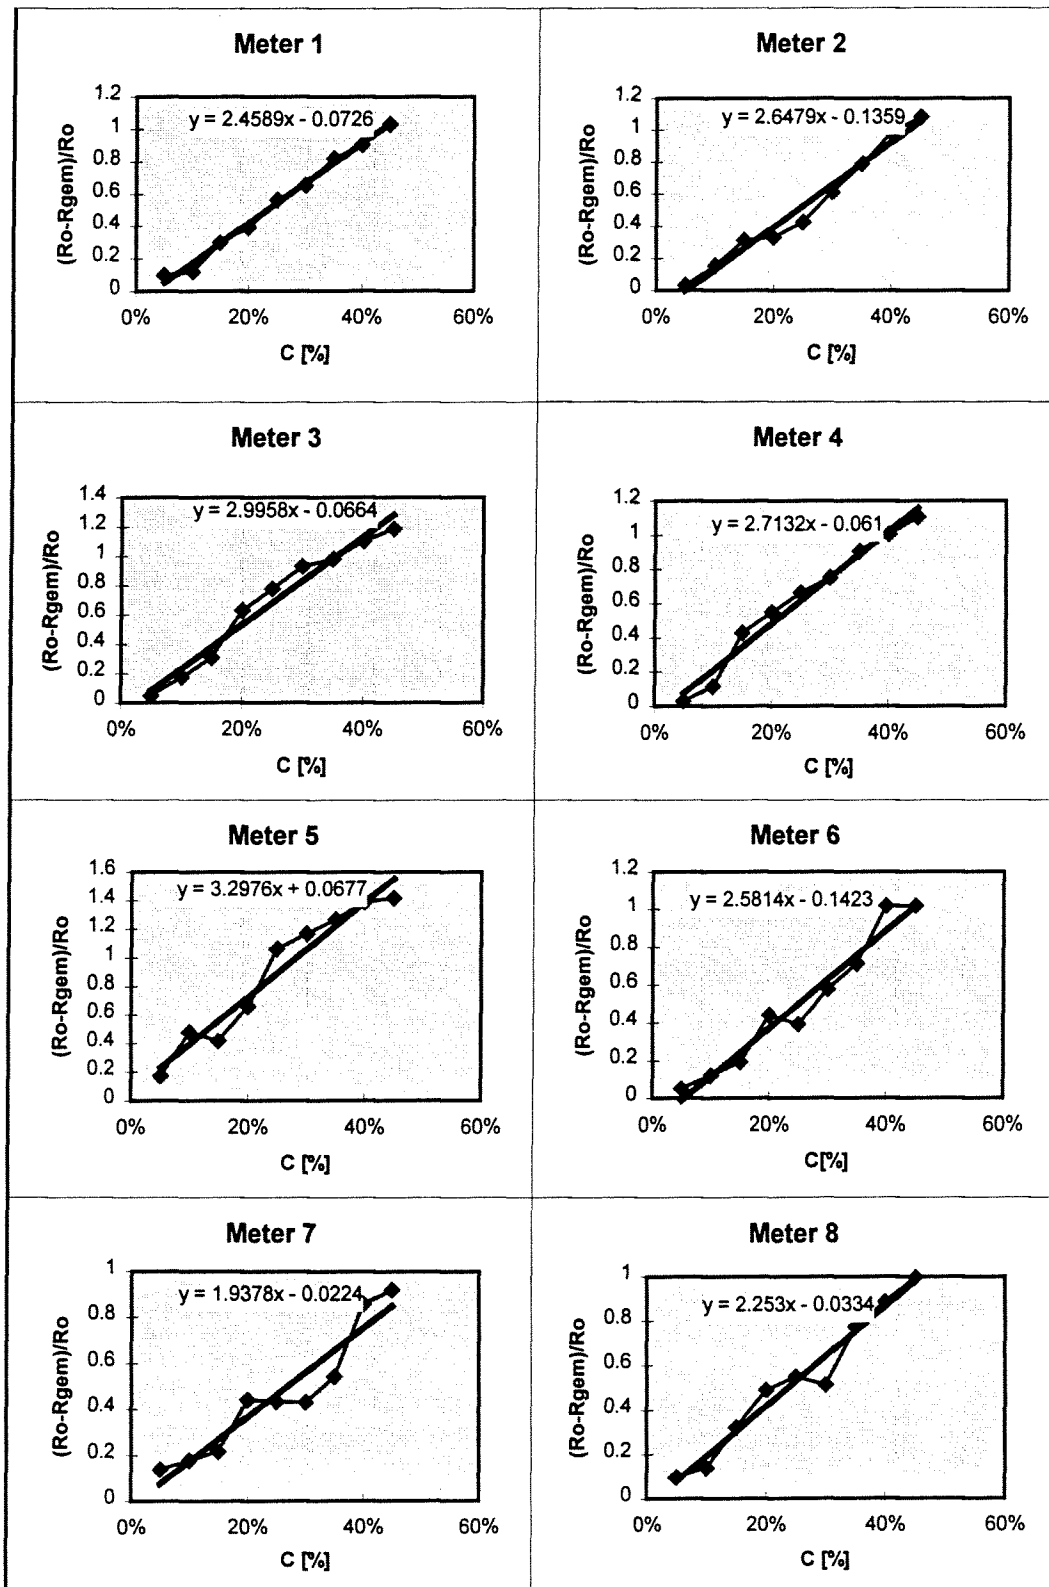 Meter 1
y = 2.4589x - 0.0726
(Ro-Rgem)/Ro
1.2
1
0.8
0.6
0.4
0.2
0
0%
20%
40%
60%
C [%]
Meter 2
y = 2.6479x - 0.1359
(Ro-Rgem)/Ro
1.2
1
0.8
0.6
0.4
0.2
0
0%
20%
40%
60%
C [%]
Meter 3
y = 2.9958x - 0.0664
(Ro-Rgem)/Ro
1.4
1.2
1
0.8
0.6
0.4
0.2
0
0%
20%
40%
60%
C [%]
Meter 4
y = 2.7132x - 0.061
(Ro-Rgem)/Ro
1.2
1
0.8
0.6
0.4
0.2
0
0%
20%
40%
60%
C [%]
Meter 5
y = 3.2976x + 0.0677
(Ro-Rgem)/Ro
1.6
1.4
1.2
1
0.8
0.6
0.4
0.2
0
0%
20%
40%
60%
C [%]
Meter 6
y = 2.5814x - 0.1423
(Ro-Rgem)/Ro
1.2
1
0.8
0.6
0.4
0.2
0
0%
20%
40%
60%
C[%]
Meter 7
y = 1.9378x - 0.0224
(Ro-Rgem)/Ro
1
0.8
0.6
0.4
0.2
0
0%
20%
40%
60%
C [%]
Meter 8
y = 2.253x - 0.0334
(Ro-Rgem)/Ro
1
0.8
0.6
0.4
0.2
0
0%
20%
40%
60%
C [%]